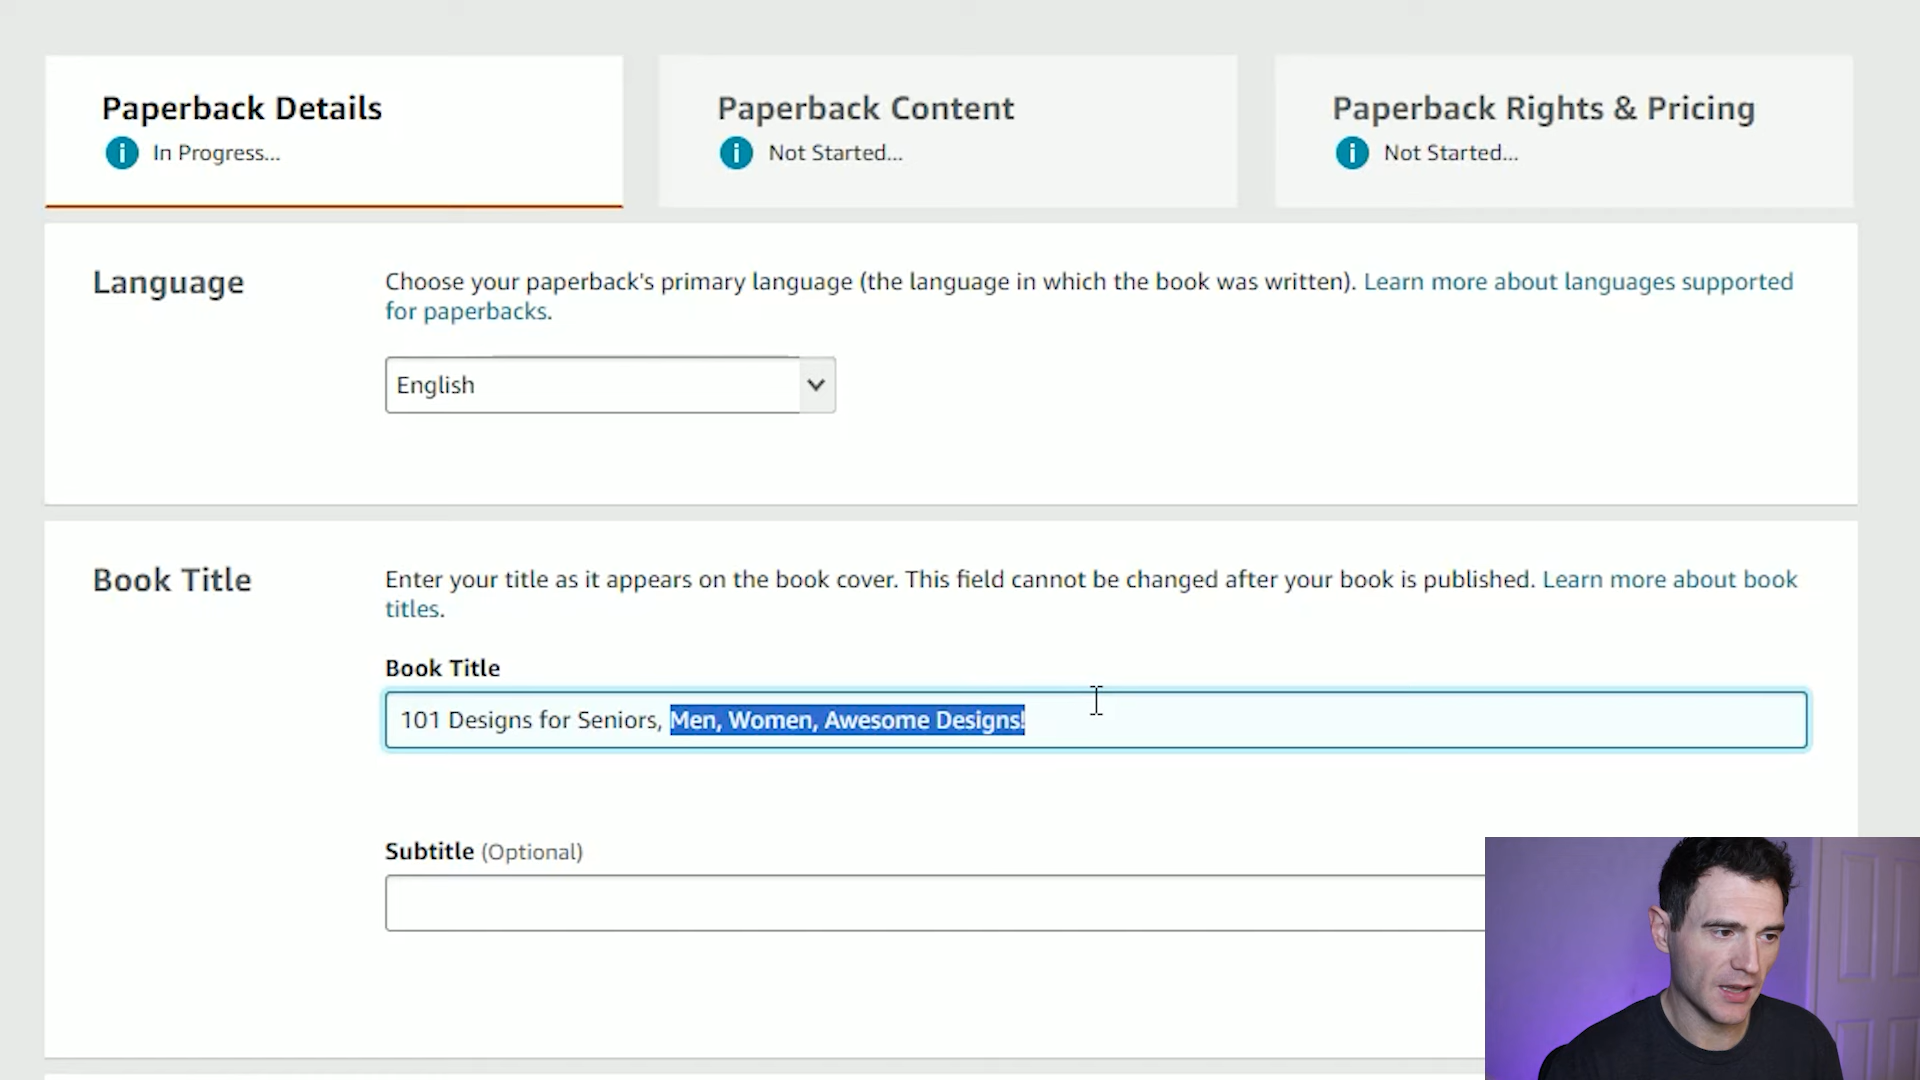 Paperback Details
In Progress...
Paperback Content
Not Started...
Paperback Rights & Pricing
Not Started...
Language
Choose your paperback's primary language (the language in which the book was written). Learn more about languages supported
for paperbacks.
English
Book Title
Enter your title as it appears on the book cover. This field cannot be changed after your book is published. Learn more about book
titles.
Book Title
101 Designs for Seniors, Men, Women, Awesome Designs!
Subtitle (Optional)